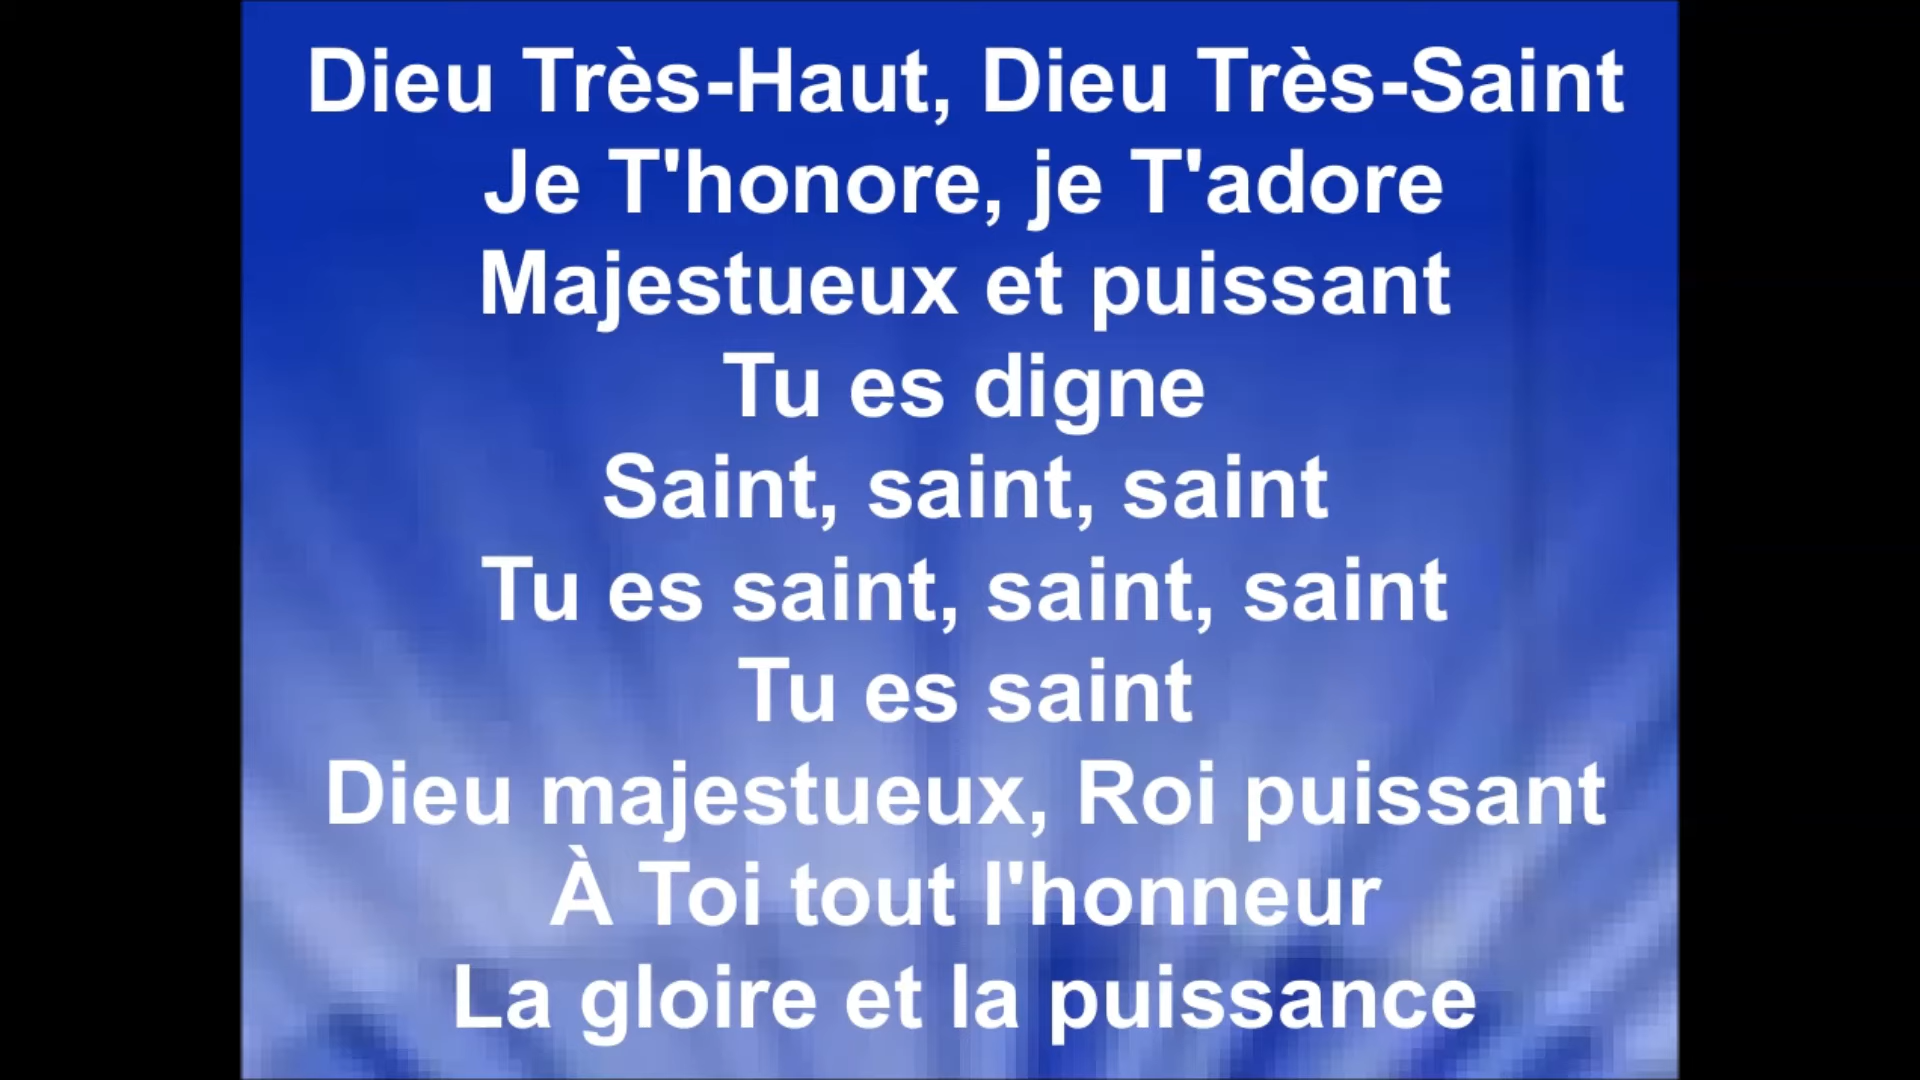 Dieu Très-Haut, Dieu Très-Saint
Je T'honore, je T'adore
Majestueux et puissant
Tu es digne
Saint, saint, saint
Tu es saint, saint, saint
Tu es saint
Dieu majestueux, Roi puissant
À Toi tout l'honneur
La gloire et la puissance